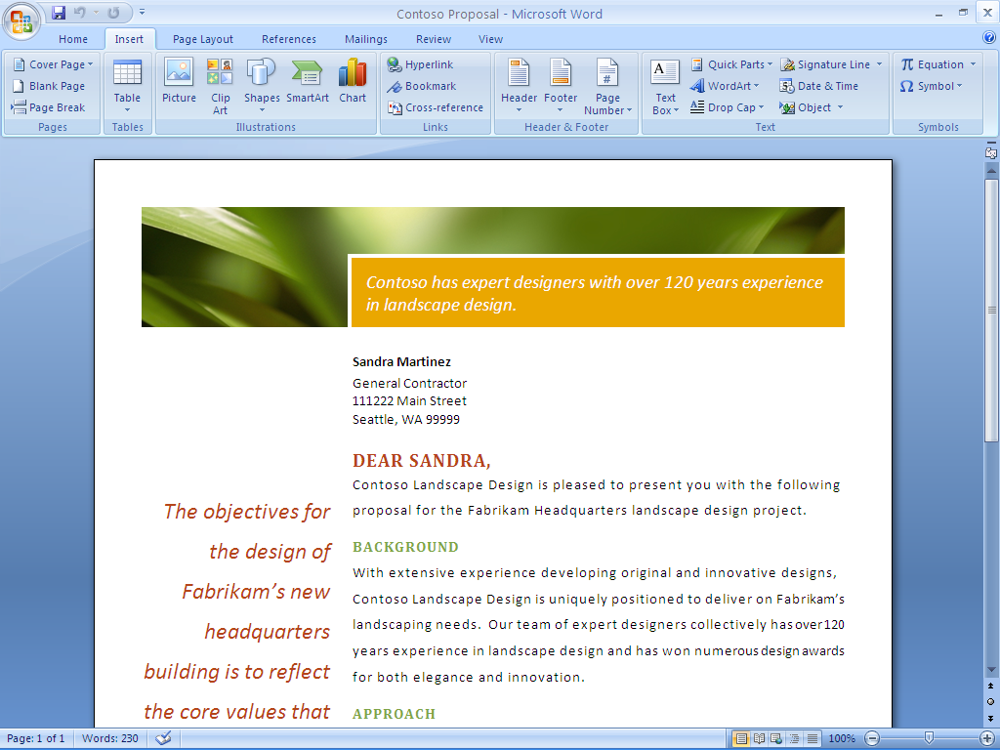 Contoso Proposal - Microsoft Word
Home Insert Page Layout References Mailings Review View
Cover Page
Blank Page
Page Break
Pages
Table
Tables
Picture
Clip
Art
Shapes
SmartArt
Chart
Illustrations
Hyperlink
Bookmark
Cross-reference
Links
Header
Footer
Page
Number
#
Header & Footer
A
Text
Box
Quick Parts
WordArt
Drop Cap
Signature Line
Date & Time
Object
Text
π Equation
Ω Symbol
Symbols
Contoso has expert designers with over 120 years experience
in landscape design.
Sandra Martinez
General Contractor
111222 Main Street
Seattle, WA 99999
DEAR SANDRA,
Contoso Landscape Design is pleased to present you with the following
proposal for the Fabrikam Headquarters landscape design project.
The objectives for
the design of
Fabrikam’s new
headquarters
building is to reflect
the core values that
BACKGROUND
With extensive experience developing original and innovative designs,
Contoso Landscape Design is uniquely positioned to deliver on Fabrikam’s
landscaping needs. Our team of expert designers collectively has over 120
years experience in landscape design and has won numerous design awards
for both elegance and innovation.
APPROACH
Page: 1 of 1 Words: 230 100%